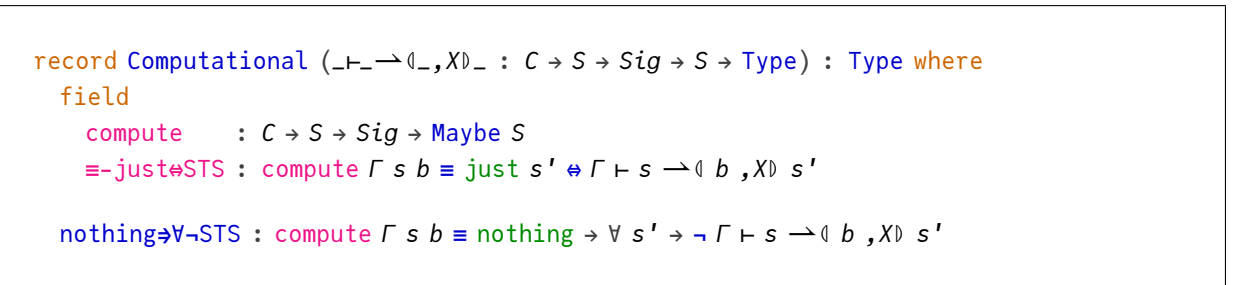 record Computational (_⊢_⇀⦇_,X⦈_ : C → S → Sig → S → Type) : Type where
field
compute : C → S → Sig → Maybe S
≡-just⇔STS : compute Γ s b ≡ just s' ⇔ Γ ⊢ s ⇀⦇ b ,X⦈ s'
nothing⇒∀¬STS : compute Γ s b ≡ nothing → ∀ s' → ¬ Γ ⊢ s ⇀⦇ b ,X⦈ s'